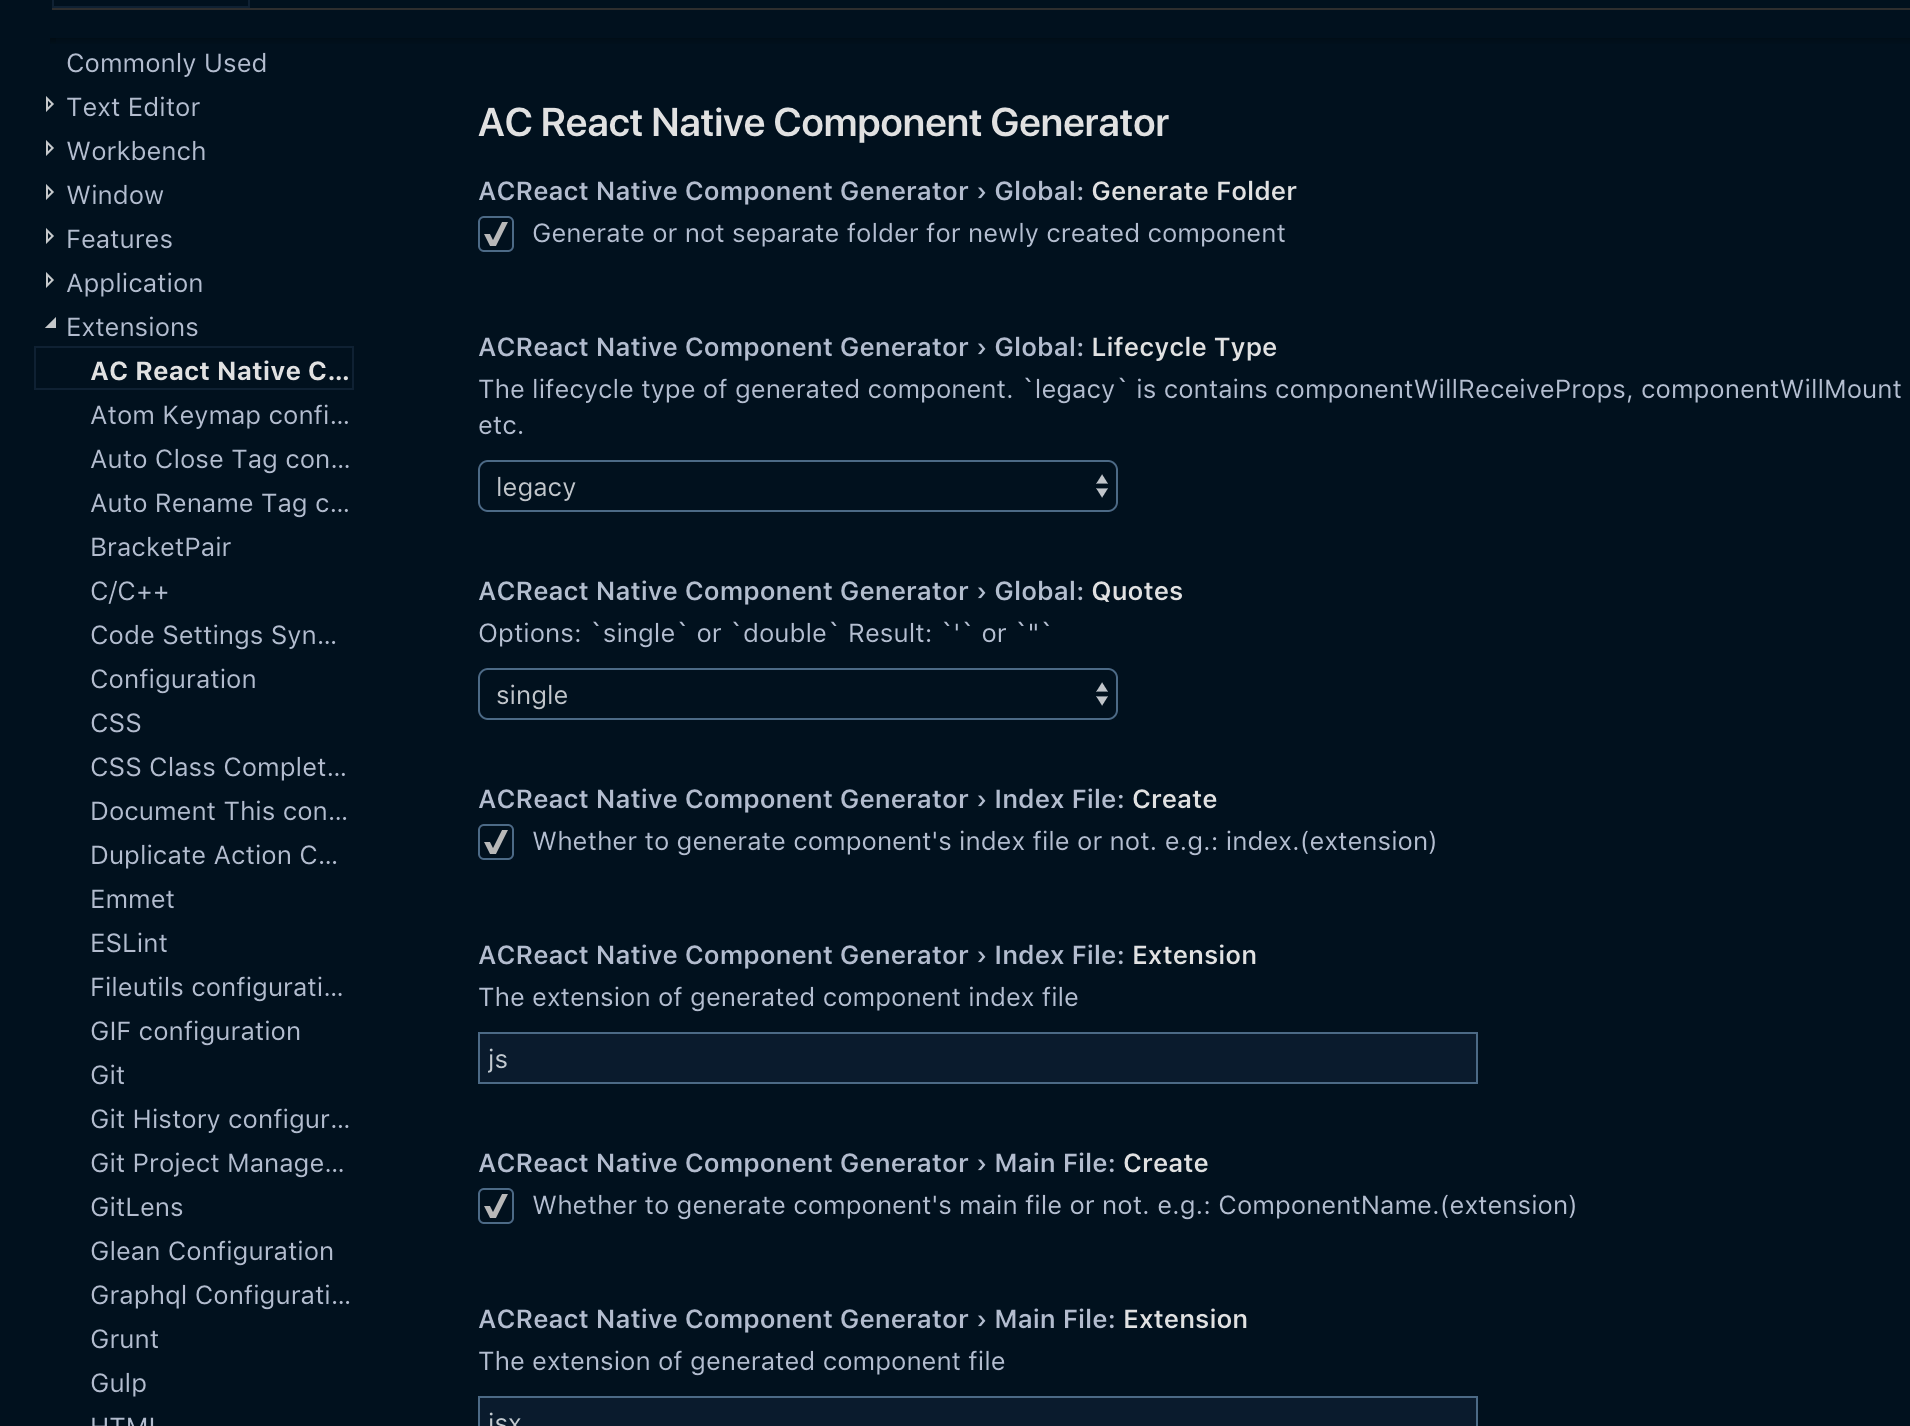 Commonly Used
Text Editor
Workbench
Window
Features
Application
Extensions
AC React Native C...
Atom Keymap confi...
Auto Close Tag con...
Auto Rename Tag c...
BracketPair
C/C++
Code Settings Syn...
Configuration
CSS
CSS Class Complet...
Document This con...
Duplicate Action C...
Emmet
ESLint
Fileutils configurati...
GIF configuration
Git
Git History configur...
Git Project Manage...
GitLens
Glean Configuration
Graphql Configurati...
Grunt
Gulp
HTML
AC React Native Component Generator
ACReact Native Component Generator › Global: Generate Folder
Generate or not separate folder for newly created component
ACReact Native Component Generator › Global: Lifecycle Type
The lifecycle type of generated component. `legacy` is contains componentWillReceiveProps, componentWillMount
etc.
legacy
ACReact Native Component Generator › Global: Quotes
Options: `single` or `double` Result: `'` or `"`
single
ACReact Native Component Generator › Index File: Create
Whether to generate component's index file or not. e.g.: index.(extension)
ACReact Native Component Generator › Index File: Extension
The extension of generated component index file
js
ACReact Native Component Generator › Main File: Create
Whether to generate component's main file or not. e.g.: ComponentName.(extension)
ACReact Native Component Generator › Main File: Extension
The extension of generated component file
jsx